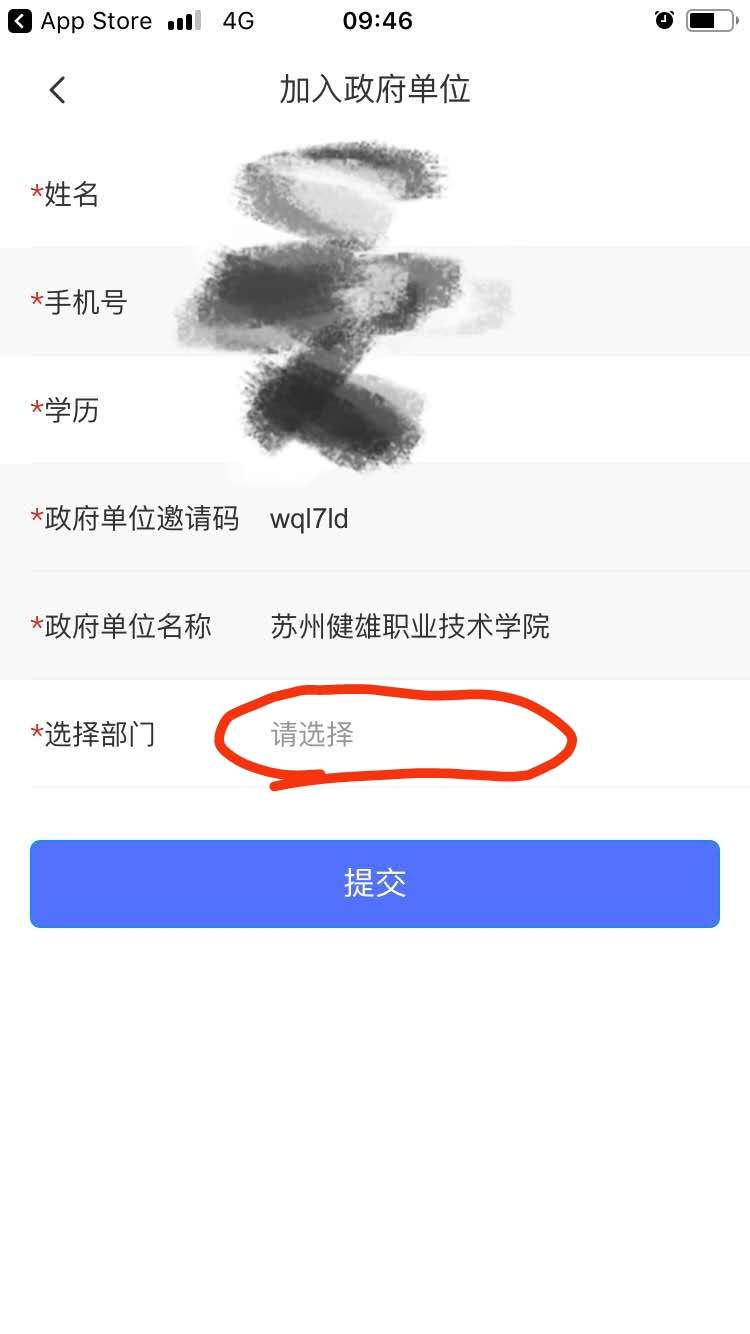 App Store 4G 09:46
加入政府单位
*姓名
*手机号
*学历
*政府单位邀请码 wql7ld
*政府单位名称 苏州健雄职业技术学院
*选择部门 请选择
提交